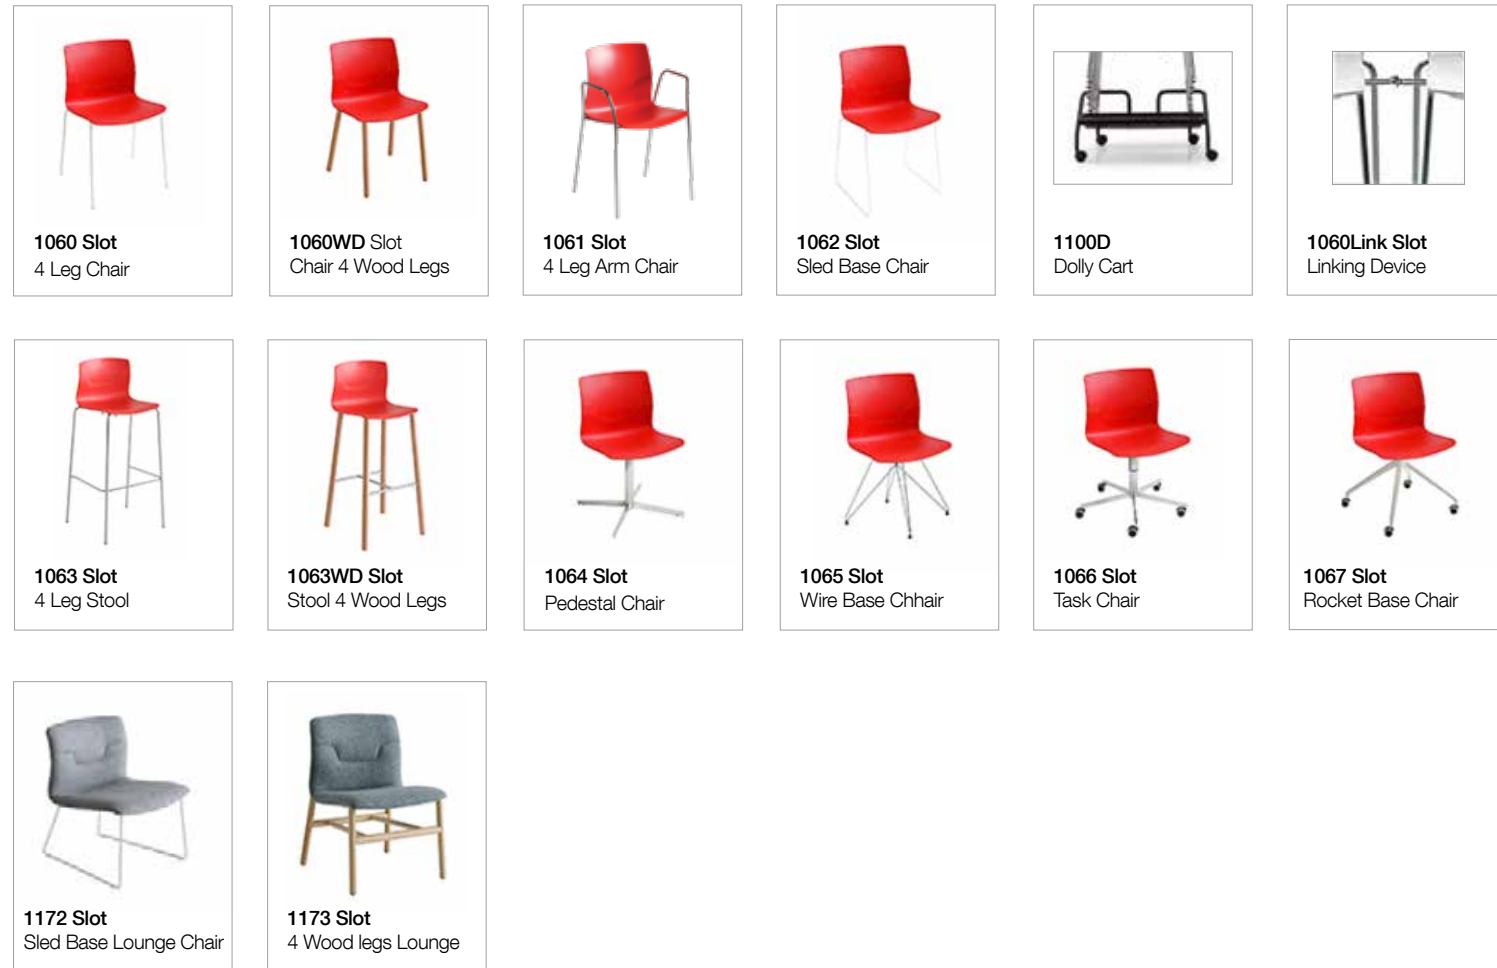 1060 Slot
4 Leg Chair
1060WD Slot
Chair 4 Wood Legs
1061 Slot
4 Leg Arm Chair
1062 Slot
Sled Base Chair
1100D
Dolly Cart
1060Link Slot
Linking Device
1063 Slot
4 Leg Stool
1063WD Slot
Stool 4 Wood Legs
1064 Slot
Pedestal Chair
1065 Slot
Wire Base Chhair
1066 Slot
Task Chair
1067 Slot
Rocket Base Chair
1172 Slot
Sled Base Lounge Chair
1173 Slot
4 Wood legs Lounge